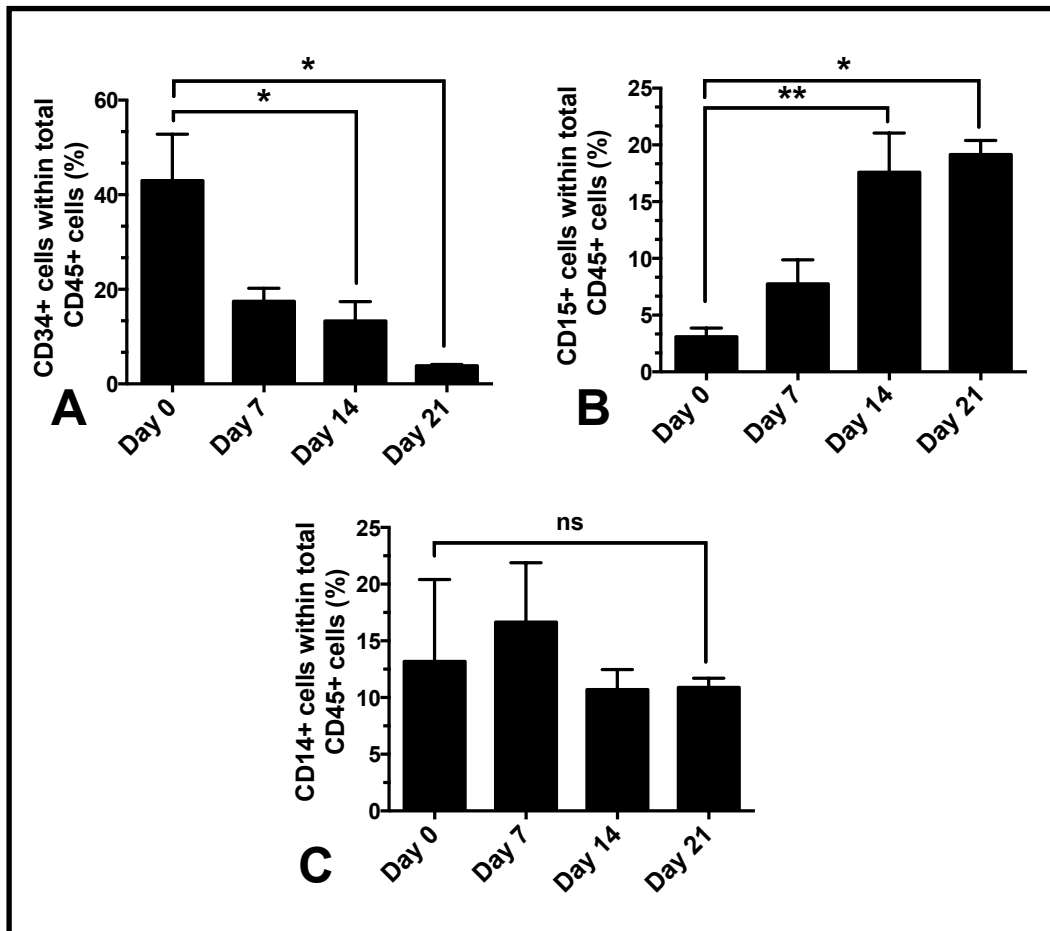 *
*
60
40
20
0
CD34+ cells within total
CD45+ cells (%)
A
Day 0
Day 7
Day 14
Day 21
*
**
25
20
15
10
5
0
CD15+ cells within total
CD45+ cells (%)
B
Day 0
Day 7
Day 14
Day 21
ns
25
20
15
10
5
0
CD14+ cells within total
CD45+ cells (%)
C
Day 0
Day 7
Day 14
Day 21